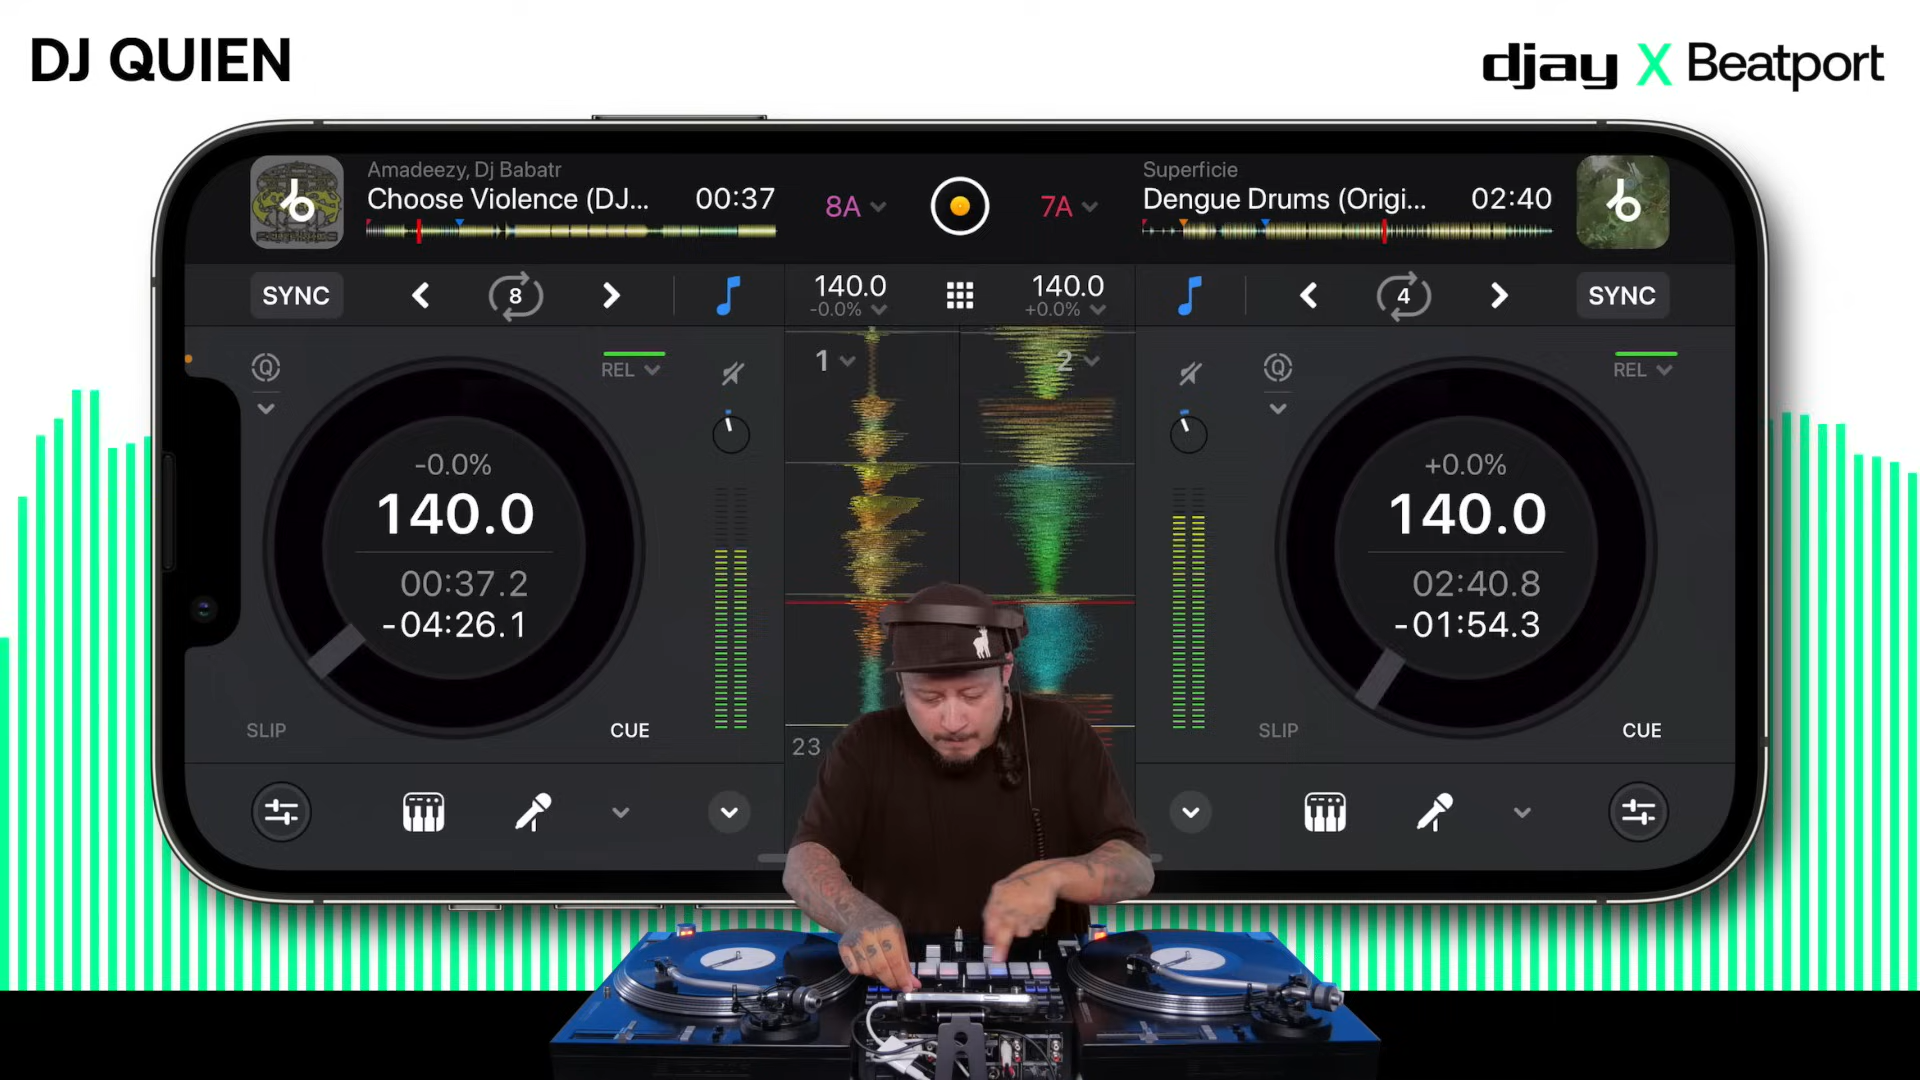 DJ QUIEN
djay X Beatport
Amadeezy, Dj Babatr
Choose Violence (DJ...
00:37
8A
7A
Superficie
Dengue Drums (Origi...
02:40
SYNC
8
140.0
-0.0%
140.0
+0.0%
4
SYNC
Q
REL
1
2
Q
REL
-0.0%
140.0
00:37.2
-04:26.1
+0.0%
140.0
02:40.8
-01:54.3
SLIP
CUE
23
SLIP
CUE